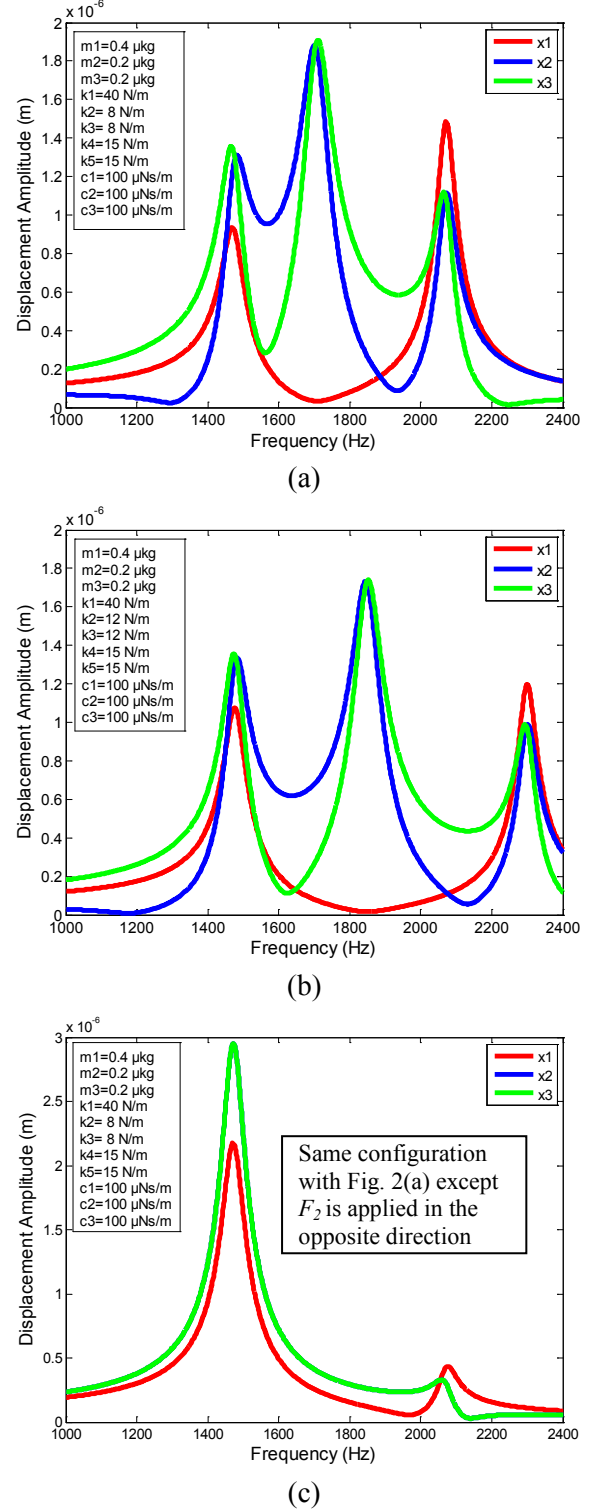 x 10-6
2
1.8
1.6
1.4
1.2
1
0.8
0.6
0.4
0.2
0
Displacement Amplitude (m)
m1=0.4 µkg
m2=0.2 µkg
m3=0.2 µkg
k1=40 N/m
k2= 8 N/m
k3= 8 N/m
k4=15 N/m
k5=15 N/m
c1=100 µNs/m
c2=100 µNs/m
c3=100 µNs/m
x1
x2
x3
1000 1200 1400 1600 1800 2000 2200 2400
Frequency (Hz)
(a)
x 10-6
2
1.8
1.6
1.4
1.2
1
0.8
0.6
0.4
0.2
0
Displacement Amplitude (m)
m1=0.4 µkg
m2=0.2 µkg
m3=0.2 µkg
k1=40 N/m
k2=12 N/m
k3=12 N/m
k4=15 N/m
k5=15 N/m
c1=100 µNs/m
c2=100 µNs/m
c3=100 µNs/m
x1
x2
x3
1000 1200 1400 1600 1800 2000 2200 2400
Frequency (Hz)
(b)
x 10-6
3
2.5
2
1.5
1
0.5
0
Displacement Amplitude (m)
m1=0.4 µkg
m2=0.2 µkg
m3=0.2 µkg
k1=40 N/m
k2= 8 N/m
k3= 8 N/m
k4=15 N/m
k5=15 N/m
c1=100 µNs/m
c2=100 µNs/m
c3=100 µNs/m
x1
x2
x3
Same configuration
with Fig. 2(a) except
F2 is applied in the
opposite direction
1000 1200 1400 1600 1800 2000 2200 2400
Frequency (Hz)
(c)